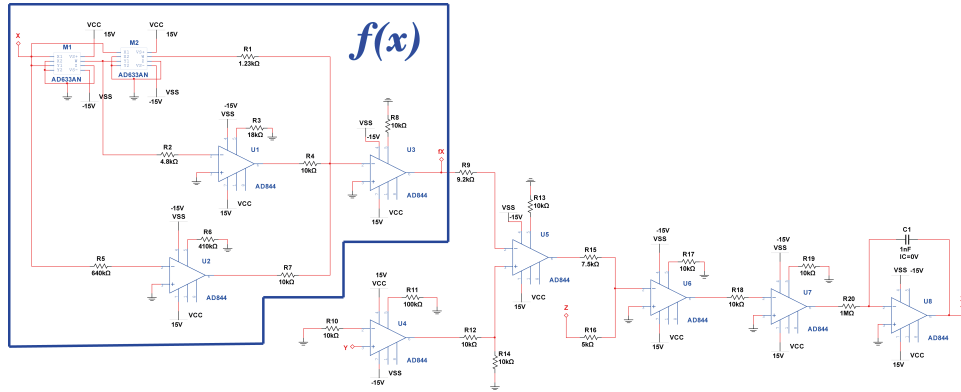 f(x)
X
M1
VCC
15V
M2
VCC
15V
AD633AN
AD633AN
VSS
-15V
VSS
-15V
R1
1.23kΩ
R2
4.8kΩ
VSS
-15V
R3
18kΩ
U1
AD844
VCC
15V
R4
10kΩ
R8
10kΩ
VSS
-15V
U3
AD844
VCC
15V
fX
R9
9.2kΩ
R5
640kΩ
-15V
VSS
R6
410kΩ
U2
AD844
VCC
15V
R7
10kΩ
R10
10kΩ
Y
15V
VCC
R11
100kΩ
U4
AD844
VSS
-15V
R12
10kΩ
R14
10kΩ
VSS
-15V
R13
10kΩ
U5
AD844
VCC
15V
R15
7.5kΩ
Z
R16
5kΩ
-15V
VSS
R17
10kΩ
U6
AD844
VCC
15V
R18
10kΩ
-15V
VSS
R19
10kΩ
U7
AD844
VCC
15V
R20
1MΩ
C1
1nF
IC=0V
VSS
-15V
U8
AD844
VCC
15V